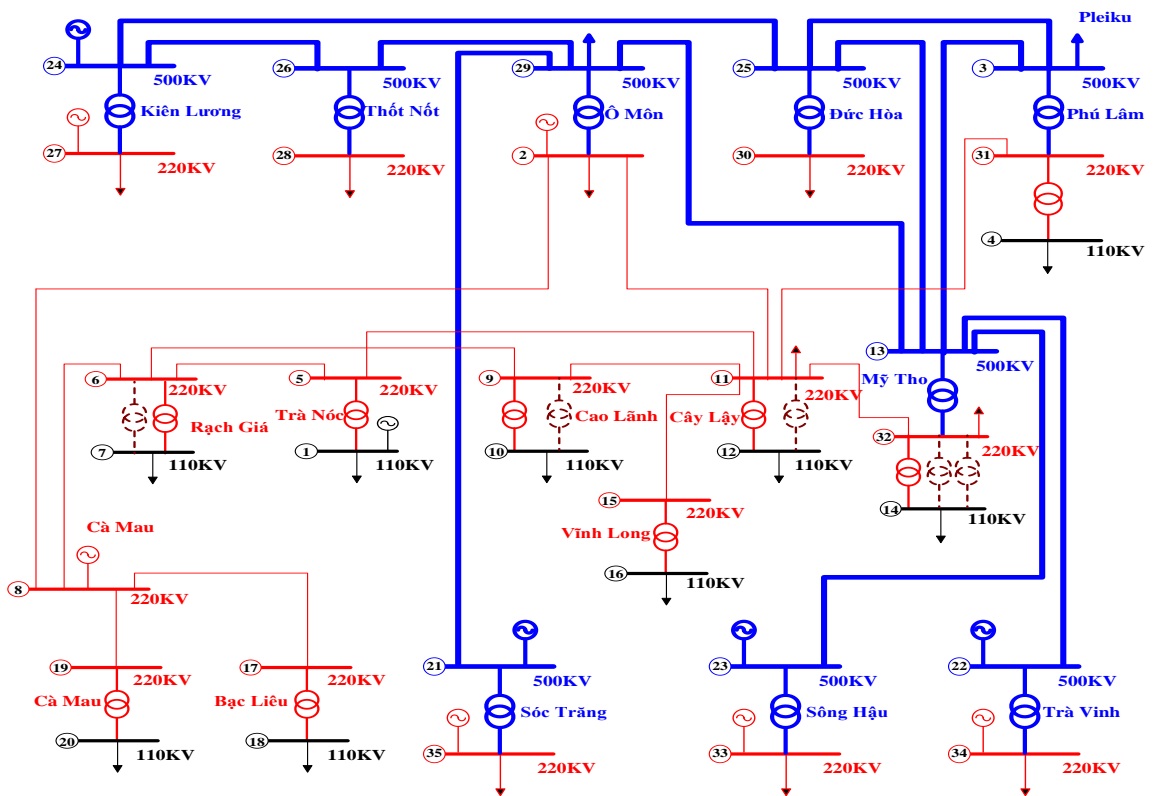 Pleiku
24
500KV
26
500KV
29
500KV
25
500KV
3
500KV
Kiên Lương
Thốt Nốt
Ô Môn
Đức Hòa
Phú Lâm
27
220KV
28
220KV
2
220KV
30
220KV
31
220KV
4
110KV
13
500KV
Mỹ Tho
6
220KV
5
220KV
9
220KV
11
220KV
Rạch Giá
Trà Nóc
Cao Lãnh
Cây Lậy
32
220KV
7
110KV
1
110KV
10
110KV
12
110KV
14
110KV
15
220KV
Vĩnh Long
16
110KV
Cà Mau
8
220KV
19
220KV
17
220KV
21
500KV
23
500KV
22
500KV
Cà Mau
Bạc Liêu
Sóc Trăng
Sông Hậu
Trà Vinh
20
110KV
18
110KV
35
220KV
33
220KV
34
220KV